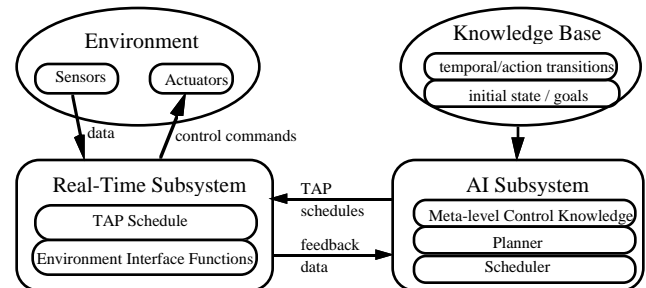 Environment
Sensors
Actuators
data
control commands
Knowledge Base
temporal/action transitions
initial state / goals
Real-Time Subsystem
TAP Schedule
Environment Interface Functions
TAP
schedules
feedback
data
AI Subsystem
Meta-level Control Knowledge
Planner
Scheduler